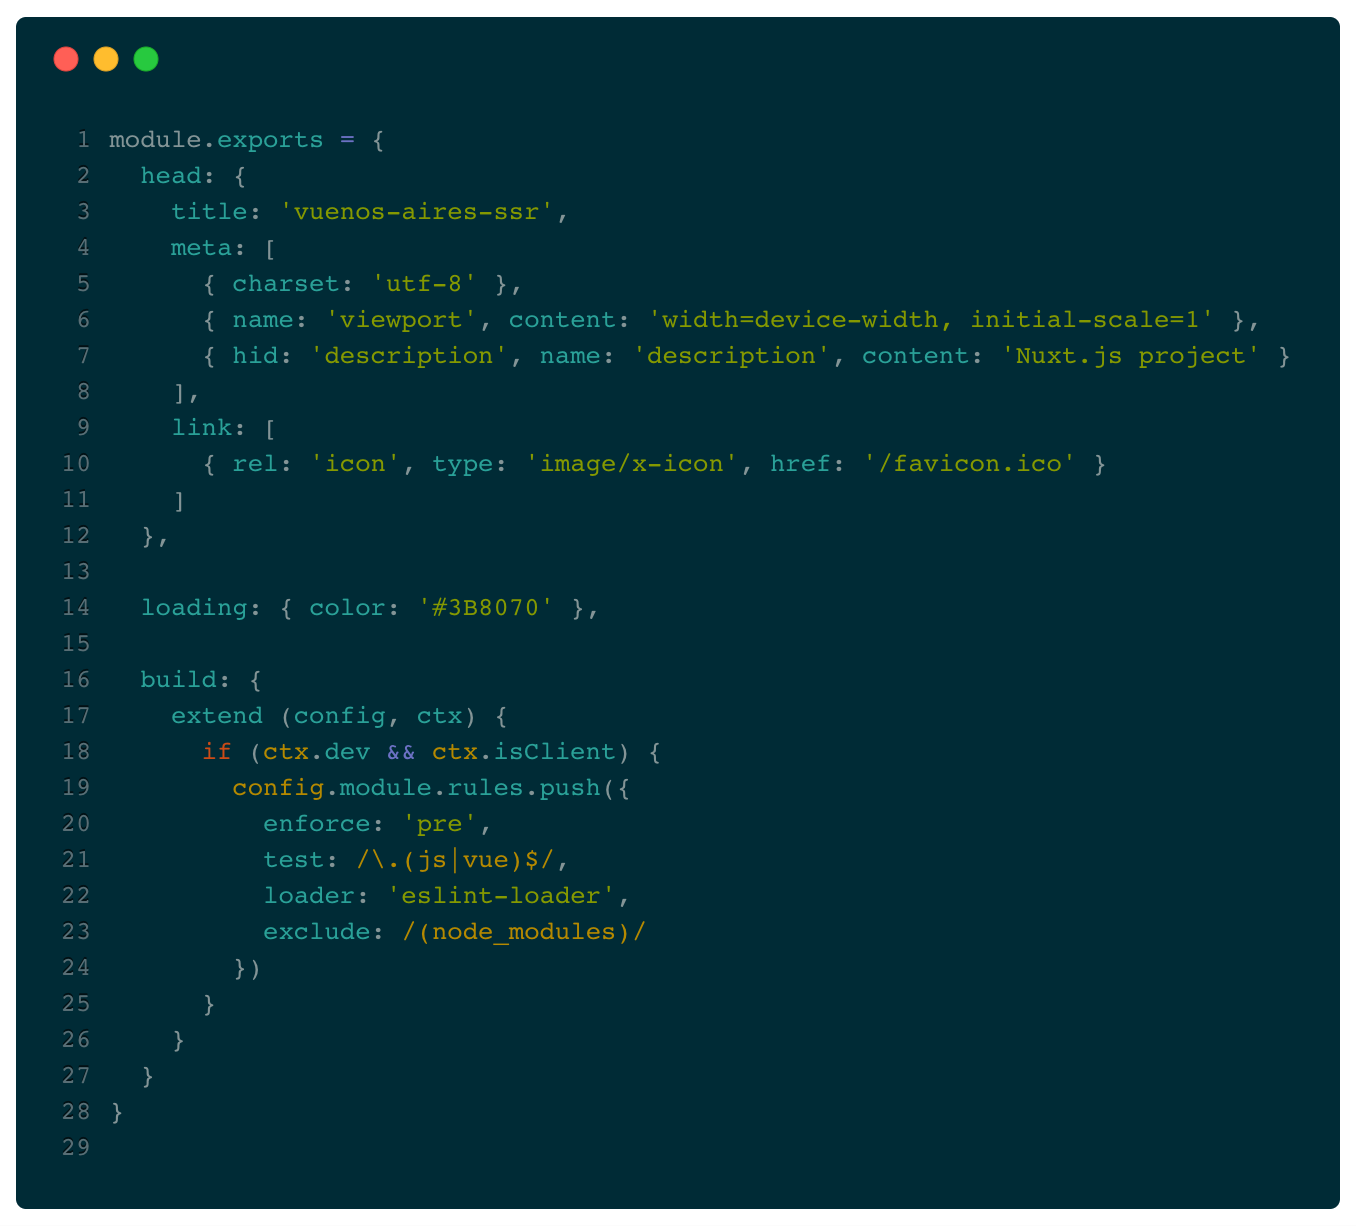 1 module.exports = {
2   head: {
3     title: 'vuenos-aires-ssr',
4     meta: [
5       { charset: 'utf-8' },
6       { name: 'viewport', content: 'width=device-width, initial-scale=1' },
7       { hid: 'description', name: 'description', content: 'Nuxt.js project' }
8     ],
9     link: [
10       { rel: 'icon', type: 'image/x-icon', href: '/favicon.ico' }
11     ]
12   },
13
14   loading: { color: '#3B8070' },
15
16   build: {
17     extend (config, ctx) {
18       if (ctx.dev && ctx.isClient) {
19         config.module.rules.push({
20           enforce: 'pre',
21           test: /\.(js|vue)$/,
22           loader: 'eslint-loader',
23           exclude: /(node_modules)/
24         })
25       }
26     }
27   }
28 }
29